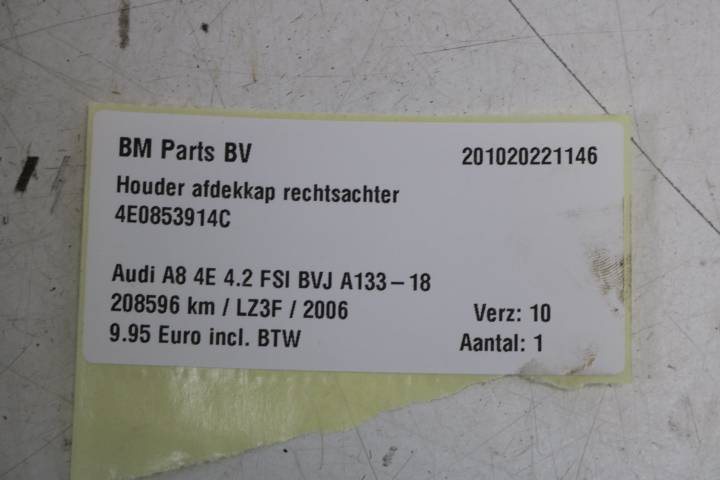 BM Parts BV 201020221146
Houder afdekkap rechtsachter
4E0853914C
Audi A8 4E 4.2 FSI BVJ A133-18
208596 km / LZ3F / 2006 Verz: 10
9.95 Euro incl. BTW Aantal: 1